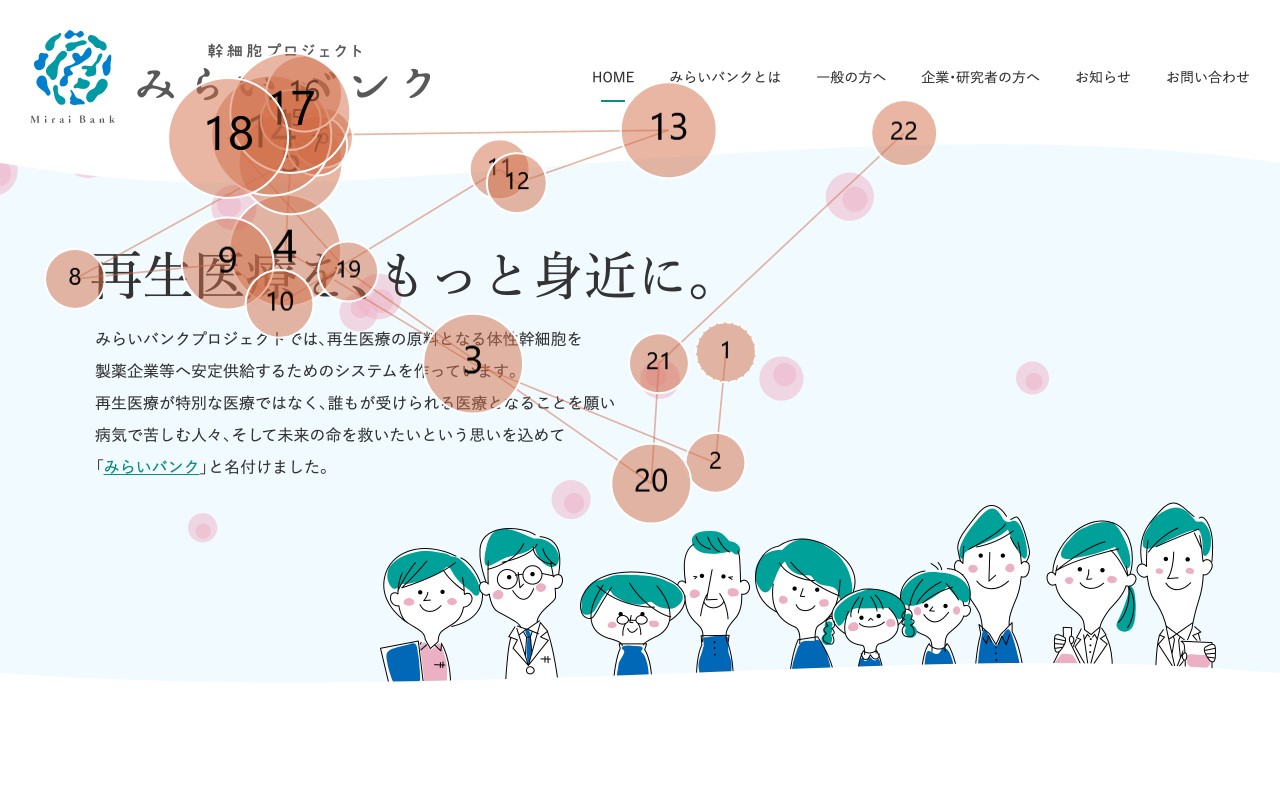 幹細胞プロジェクト
Mirai Bank
HOME
みらいバンクとは
一般の方へ
企業・研究者の方へ
お知らせ
お問い合わせ
17
18
13
22
11
12
4
9
8
19
10
再生医療を、もっと身近に。
みらいバンクプロジェクトでは、再生医療の原料となる体性幹細胞を
製薬企業等へ安定供給するためのシステムを作っています。
再生医療が特別な医療ではなく、誰もが受けられる医療となることを願い
病気で苦しむ人々、そして未来の命を救いたいという思いを込めて
「みらいバンク」と名付けました。
3
21
1
2
20